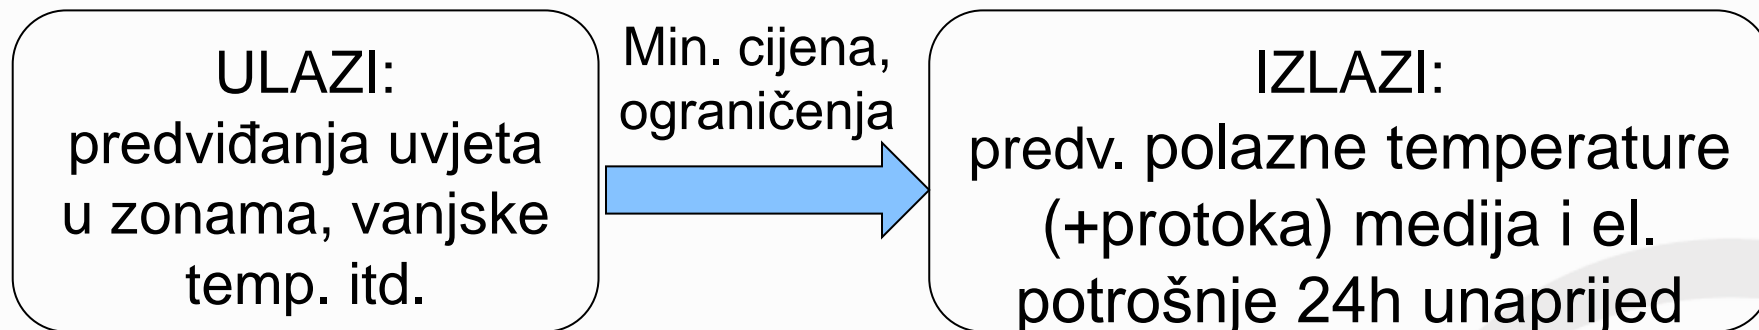 ULAZI:
predviđanja uvjeta
u zonama, vanjske
temp. itd.
Min. cijena,
ograničenja
IZLAZI:
predv. polazne temperature
(+protoka) medija i el.
potrošnje 24h unaprijed